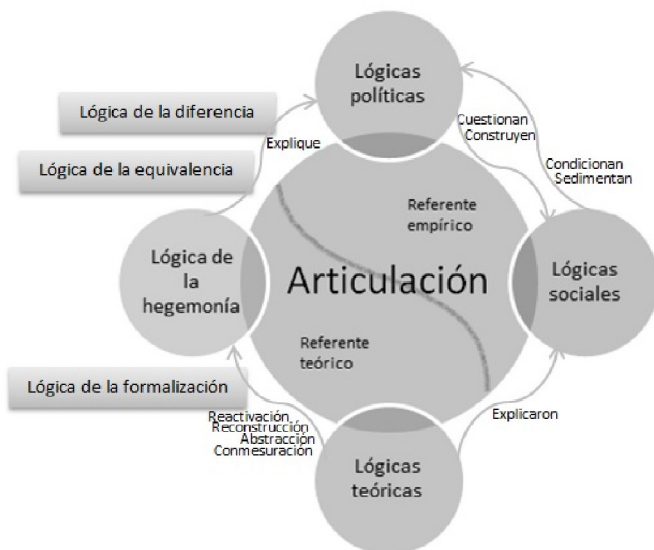 Lógicas
políticas
Lógica de la diferencia
Cuestionan
Construyen
Explique
Lógica de la equivalencia
Condicionan
Sedimentan
Referente
empírico
Lógica de
la
hegemonía
Articulación
Lógicas
sociales
Referente
teórico
Lógica de la formalización
Reactivación
Reconstrucción
Abstracción
Conmesuración
Explicaron
Lógicas
teóricas